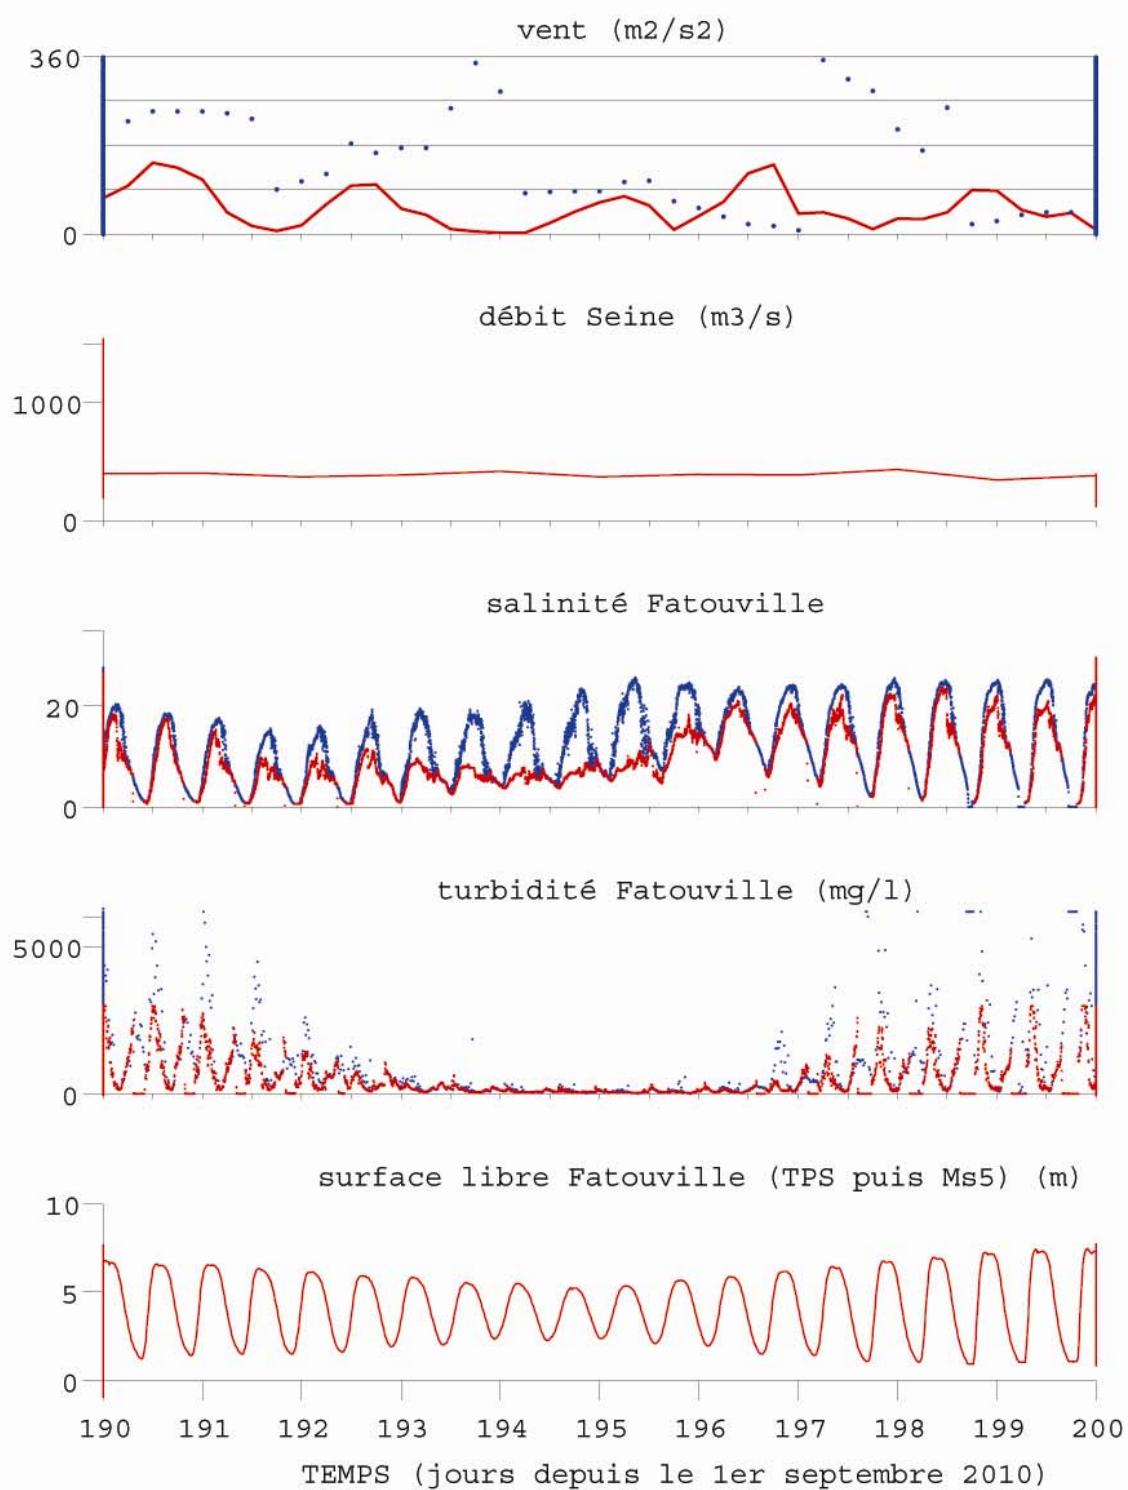 vent (m2/s2)
360
0
débit Seine (m3/s)
1000
0
salinité Fatouville
20
0
turbidité Fatouville (mg/l)
5000
0
surface libre Fatouville (TPS puis Ms5) (m)
10
5
0
190 191 192 193 194 195 196 197 198 199 200
TEMPS (jours depuis le 1er septembre 2010)